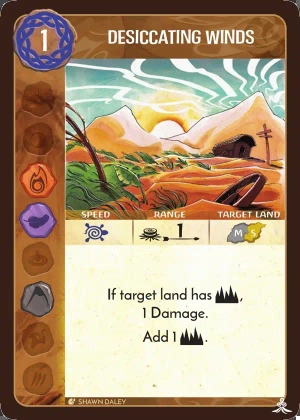 1
DESICCATING WINDS
SPEED RANGE TARGET LAND
1 M S
If target land has ,
1 Damage.
Add 1 .
SHAWN DALEY